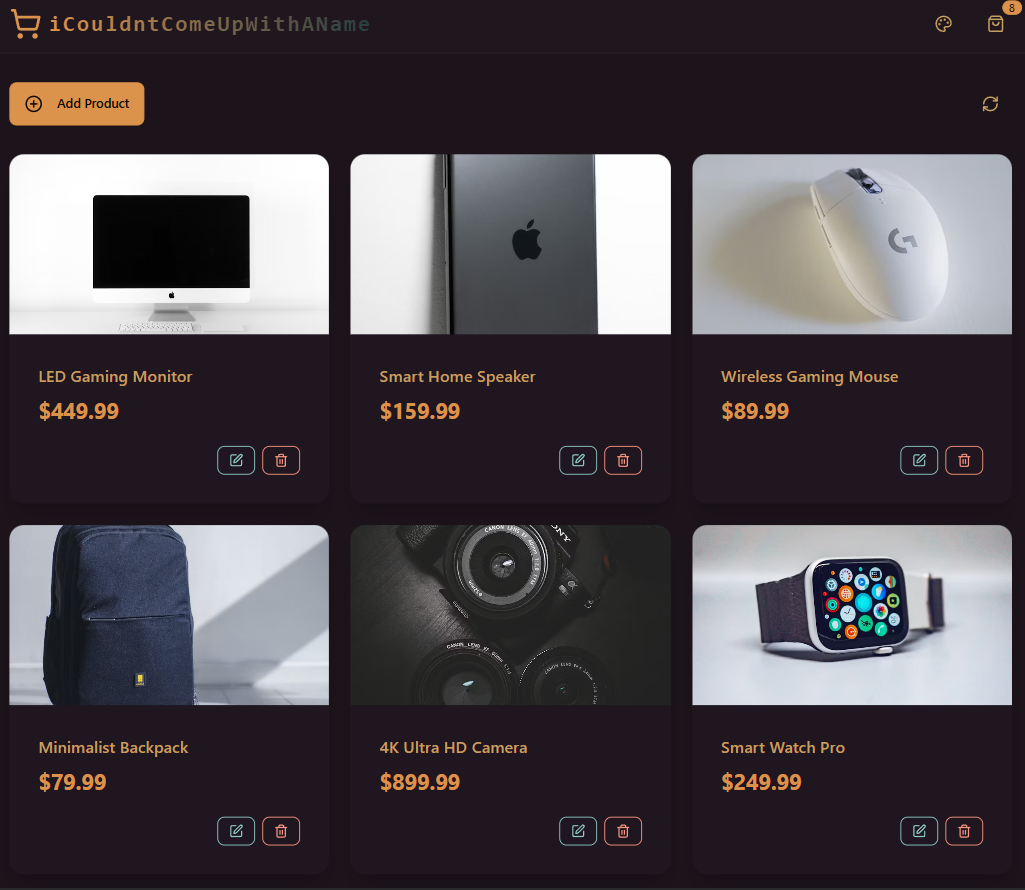 iCouldntComeUpWithAName
8
Add Product
LED Gaming Monitor
$449.99
Smart Home Speaker
$159.99
Wireless Gaming Mouse
$89.99
Minimalist Backpack
$79.99
4K Ultra HD Camera
$899.99
Smart Watch Pro
$249.99